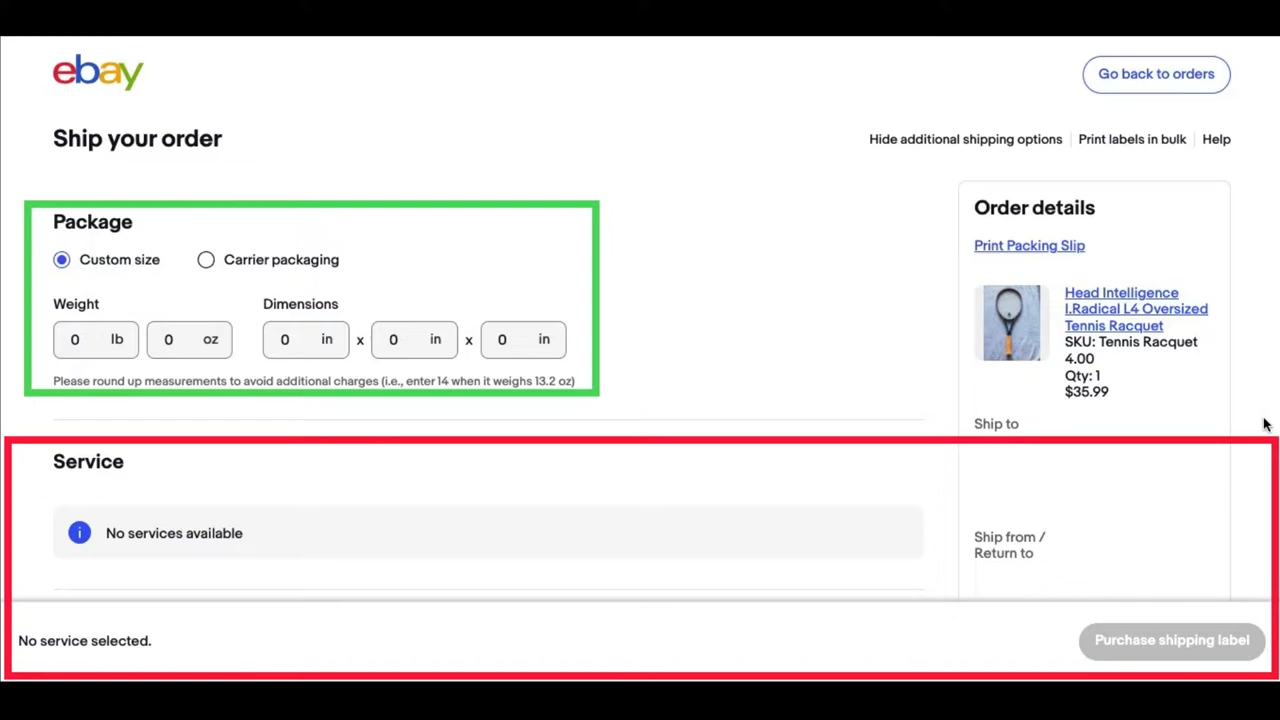 ebay
Go back to orders
Ship your order
Hide additional shipping options
Print labels in bulk
Help
Package
Custom size
Carrier packaging
Weight
Dimensions
0 lb
0 oz
0 in x 0 in x 0 in
Please round up measurements to avoid additional charges (i.e., enter 14 when it weighs 13.2 oz)
Service
No services available
Order details
Print Packing Slip
Head Intelligence
I.Radical L4 Oversized
Tennis Racquet
SKU: Tennis Racquet
4.00
Qty: 1
$35.99
Ship to
Ship from /
Return to
No service selected.
Purchase shipping label